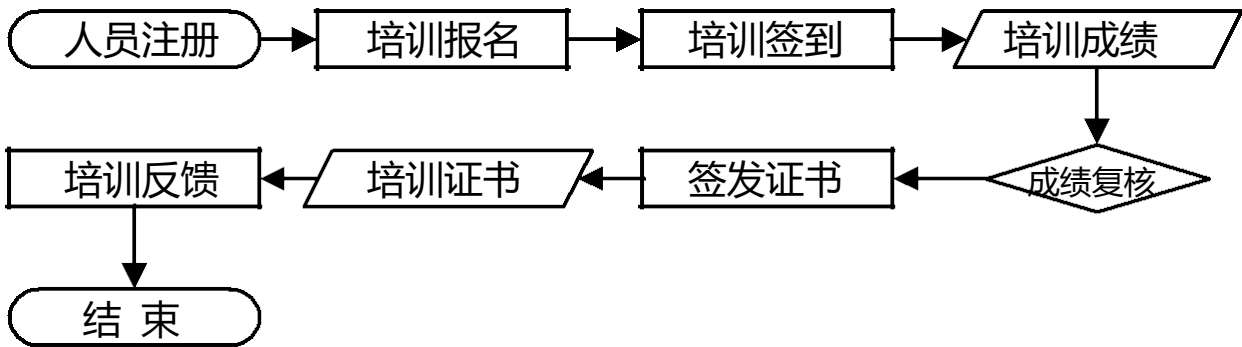 人员注册
培训报名
培训签到
培训成绩
成绩复核
签发证书
培训证书
培训反馈
结 束